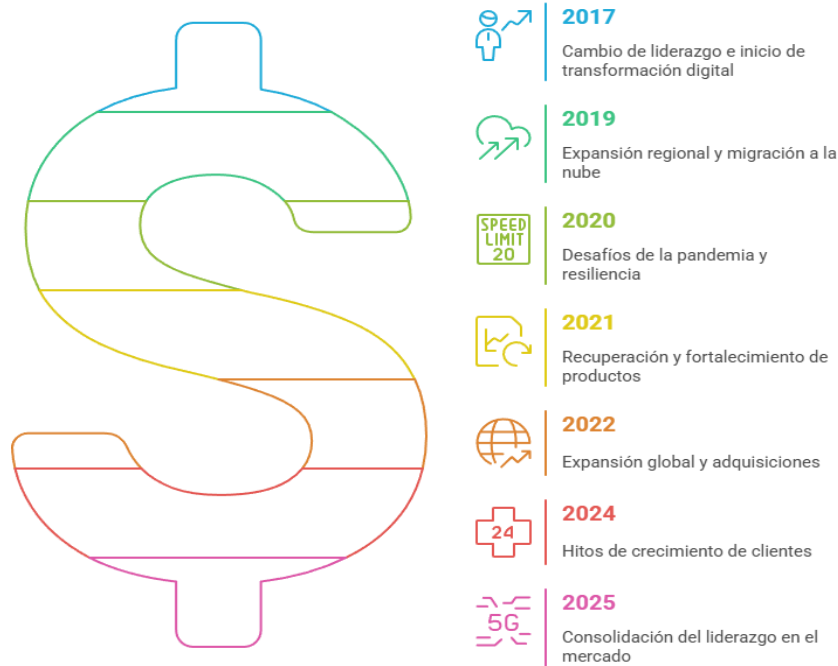 2017
Cambio de liderazgo e inicio de
transformación digital
2019
Expansión regional y migración a la
nube
SPEED
LIMIT
20
2020
Desafíos de la pandemia y
resiliencia
2021
Recuperación y fortalecimiento de
productos
2022
Expansión global y adquisiciones
24
2024
Hitos de crecimiento de clientes
5G
2025
Consolidación del liderazgo en el
mercado